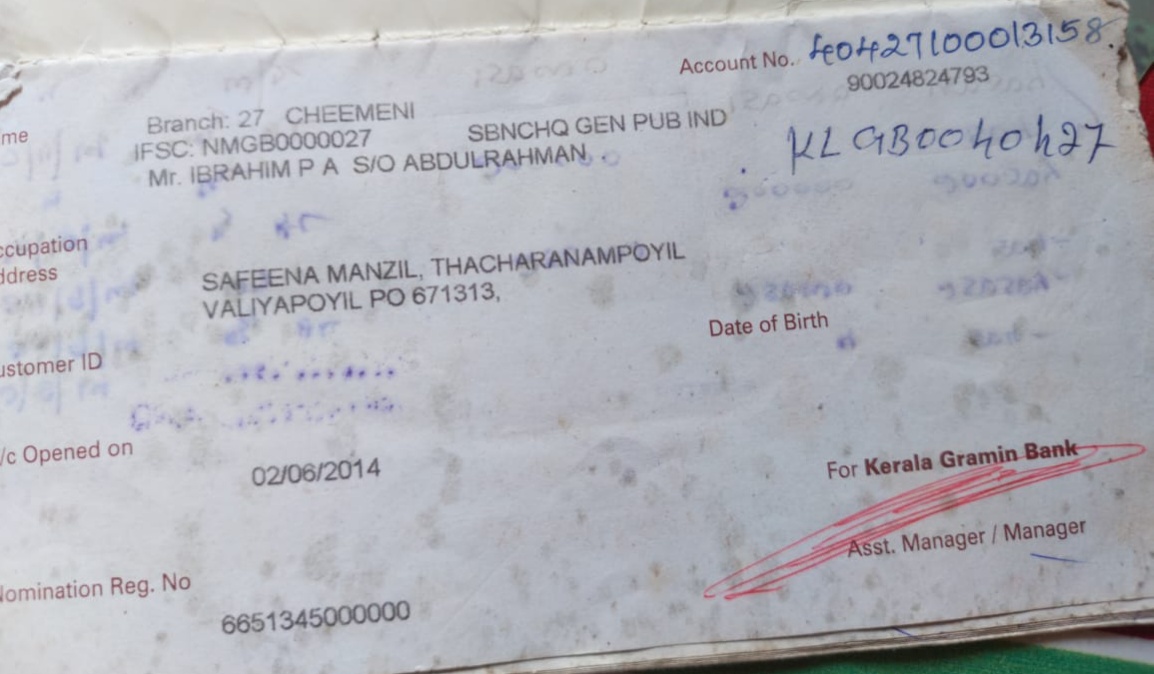 Account No. 40427100013158
90024824793
Branch: 27 CHEEMENI
IFSC: NMGB0000027 SBNCHQ GEN PUB IND
KLGB0040427
me
Mr. IBRAHIM P A S/O ABDULRAHMAN
ccupation
ddress
SAFEENA MANZIL, THACHARANAMPOYIL
VALIYAPOYIL PO 671313,
Date of Birth
ustomer ID
/c Opened on
02/06/2014
For Kerala Gramin Bank
Asst. Manager / Manager
Nomination Reg. No
6651345000000